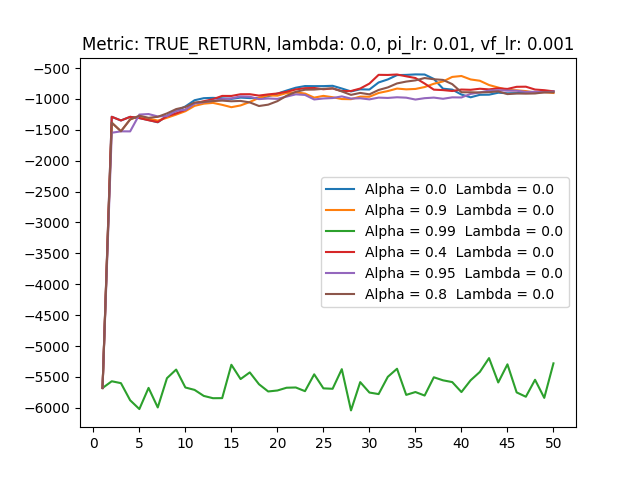 Metric: TRUE_RETURN, lambda: 0.0, pi_lr: 0.01, vf_lr: 0.001
−500
−1000
−1500
−2000
−2500
−3000
−3500
−4000
−4500
−5000
−5500
−6000
Alpha = 0.0  Lambda = 0.0
Alpha = 0.9  Lambda = 0.0
Alpha = 0.99  Lambda = 0.0
Alpha = 0.4  Lambda = 0.0
Alpha = 0.95  Lambda = 0.0
Alpha = 0.8  Lambda = 0.0
0 5 10 15 20 25 30 35 40 45 50